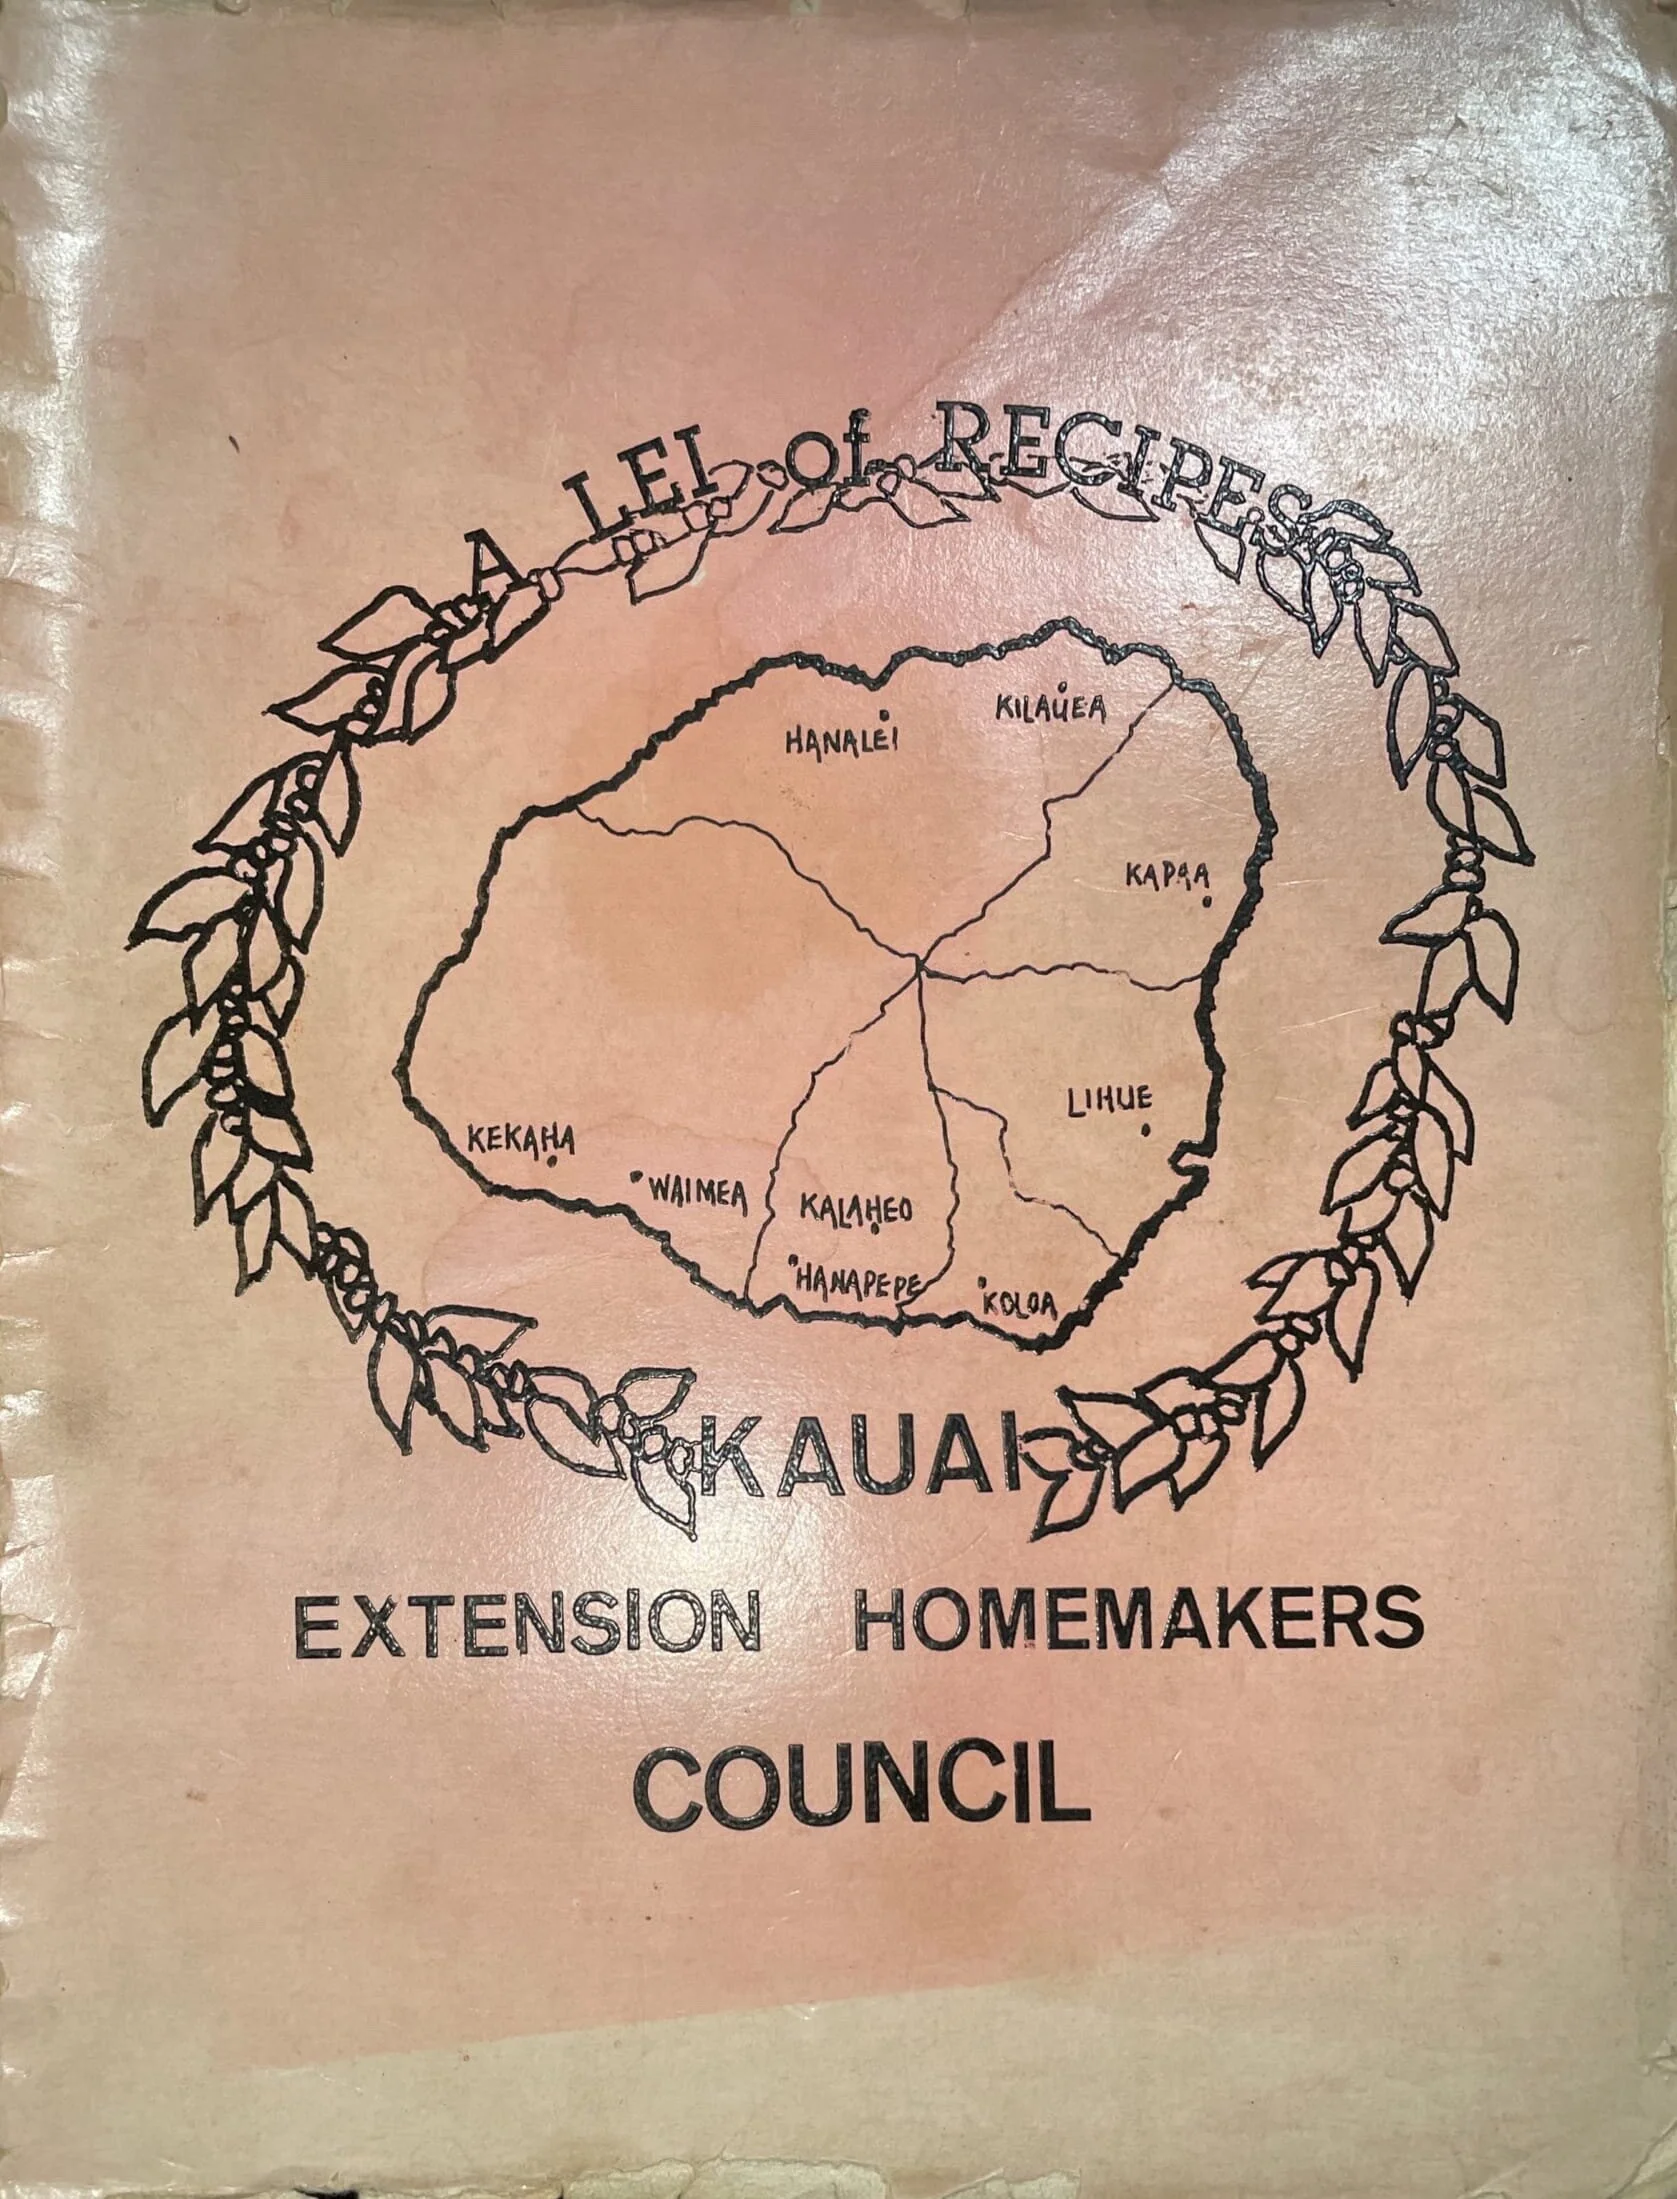 A LEI of RECIPES
HANALEI
KILAUEA
KAPAA
LIHUE
KEKAHA
WAIMEA
KALAHEO
HANAPEPE
KOLOA
KAUAI
EXTENSION HOMEMAKERS
COUNCIL